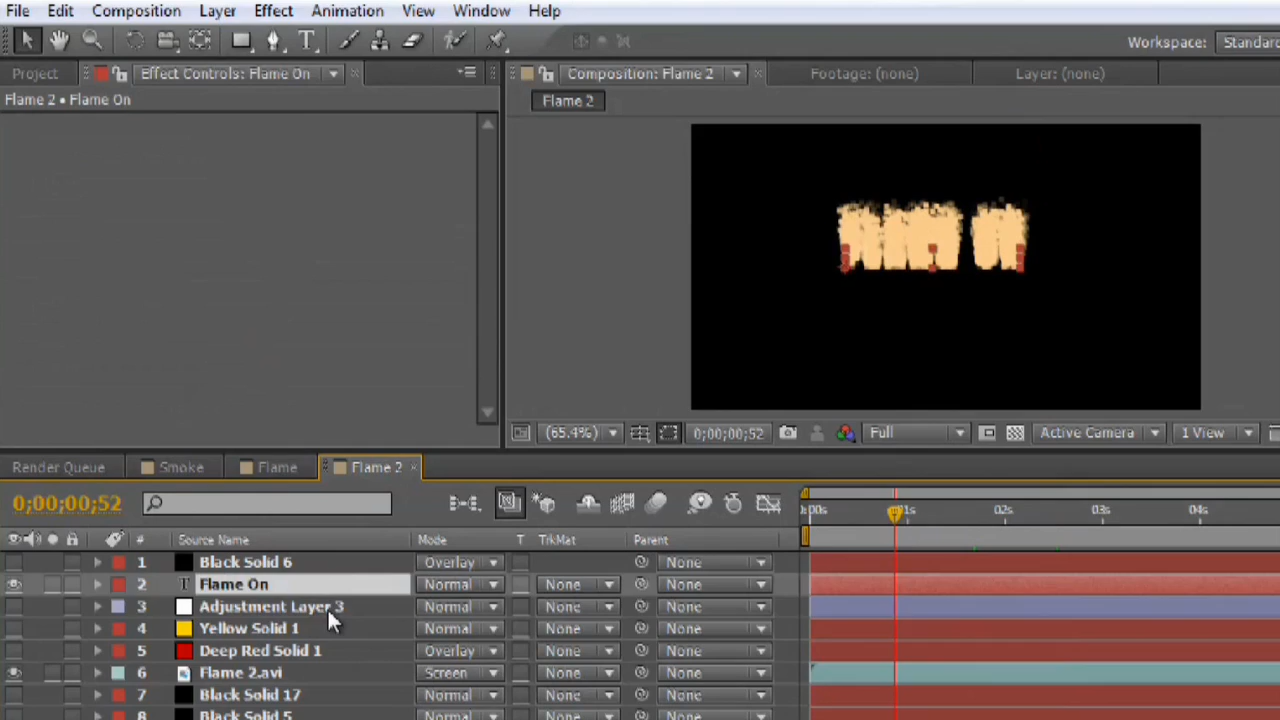 File Edit Composition Layer Effect Animation View Window Help
T Workspace: Standard
Project Effect Controls: Flame On Composition: Flame 2 Footage: (none) Layer: (none)
Flame 2 • Flame On Flame 2
(65.4%) 0;00;00;52 Full Active Camera 1 View
Render Queue Smoke Flame Flame 2
0;00;00;52 :00s 01s 02s 03s 04s
# Source Name Mode T TrkMat Parent
1 Black Solid 6 Overlay None
2 T Flame On Normal None None
3 Adjustment Layer 3 Normal None None
4 Yellow Solid 1 Normal None None
5 Deep Red Solid 1 Overlay None None
6 Flame 2.avi Screen None None
7 Black Solid 17 Normal None None
8 Black Solid 5 Normal None None